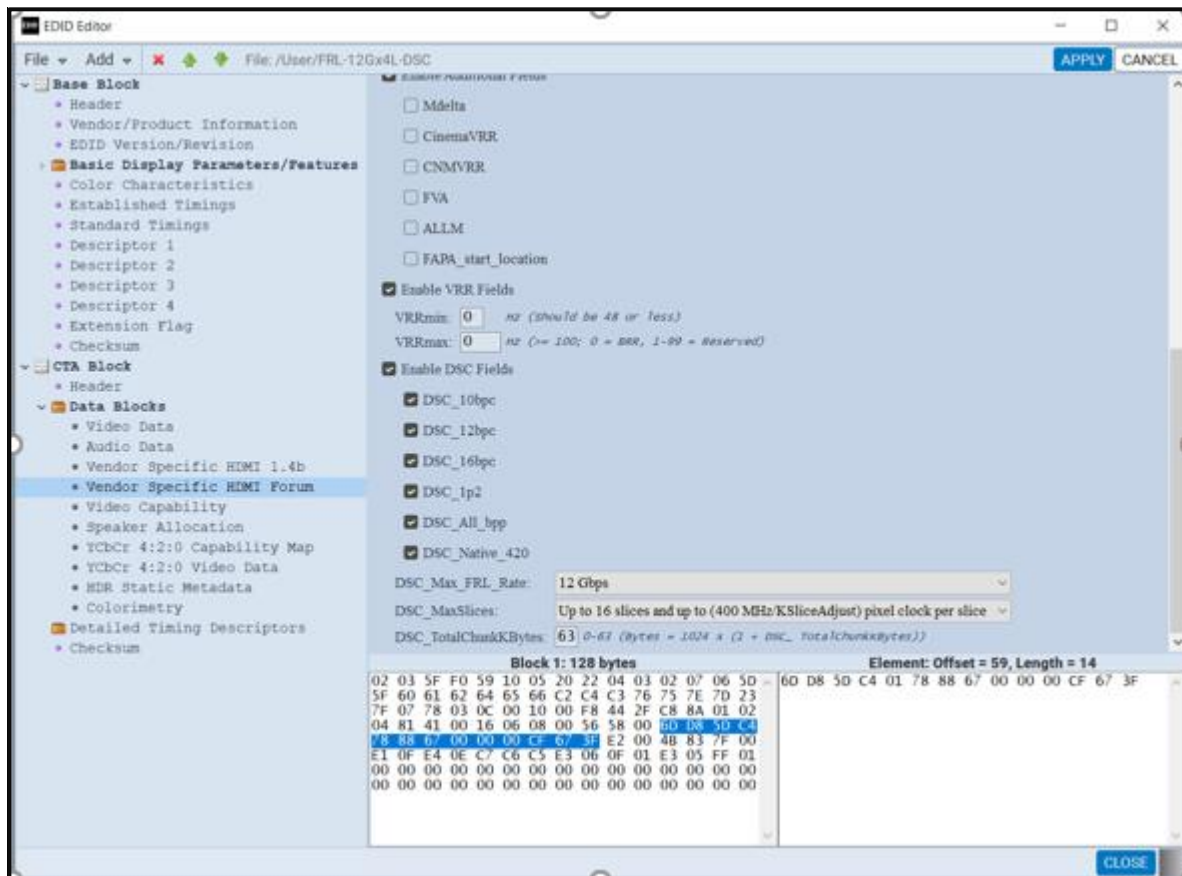 EDID Editor
File Add File: /User/FRL-12Gx4L-DSC APPLY CANCEL
Base Block
Header
Vendor/Product Information
EDID Version/Revision
Basic Display Parameters/Features
Color Characteristics
Established Timings
Standard Timings
Descriptor 1
Descriptor 2
Descriptor 3
Descriptor 4
Extension Flag
Checksum
CTA Block
Header
Data Blocks
Video Data
Audio Data
Vendor Specific HDMI 1.4b
Vendor Specific HDMI Forum
Video Capability
Speaker Allocation
YCbCr 4:2:0 Capability Map
YCbCr 4:2:0 Video Data
HDR Static Metadata
Colorimetry
Detailed Timing Descriptors
Checksum
Enable Additional Fields
Mdelta
CinemaVRR
CNMVRR
FVA
ALLM
FAPA_start_location
Enable VRR Fields
VRRmin: 0 Hz (Should be 48 or less)
VRRmax: 0 Hz (>= 100; 0 = BRR, 1-99 = Reserved)
Enable DSC Fields
DSC_10bpc
DSC_12bpc
DSC_16bpc
DSC_1p2
DSC_All_bpp
DSC_Native_420
DSC_Max_FRL_Rate: 12 Gbps
DSC_MaxSlices: Up to 16 slices and up to (400 MHz/KSliceAdjust) pixel clock per slice
DSC_TotalChunkKBytes: 63 0-63 (Bytes = 1024 x (1 + DSC_ TotalChunkKBytes))
Block 1: 128 bytes
02 03 5F F0 59 10 05 20 22 04 03 02 07 06 5D
5F 60 61 62 64 65 66 C2 C4 C3 76 75 7E 7D 23
7F 07 78 03 0C 00 10 00 F8 44 2F C8 8A 01 02
04 81 41 00 16 06 08 00 56 58 00 6D D8 5D C4
78 88 67 00 00 00 CF 67 3F E2 00 4B 83 7F 00
E1 0F E4 0E C7 C6 C5 E3 06 0F 01 E3 05 FF 01
00 00 00 00 00 00 00 00 00 00 00 00 00 00 00
00 00 00 00 00 00 00 00 00 00 00 00 00 00 00
Element: Offset = 59, Length = 14
6D D8 5D C4 01 78 88 67 00 00 00 CF 67 3F
CLOSE